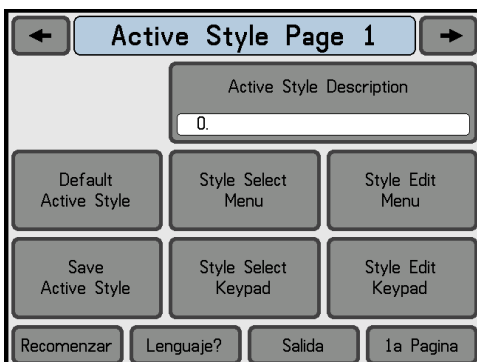 Active Style Page 1
Active Style Description
0.
Default
Active Style
Style Select
Menu
Style Edit
Menu
Save
Active Style
Style Select
Keypad
Style Edit
Keypad
Recomenzar
Lenguaje?
Salida
1a Pagina